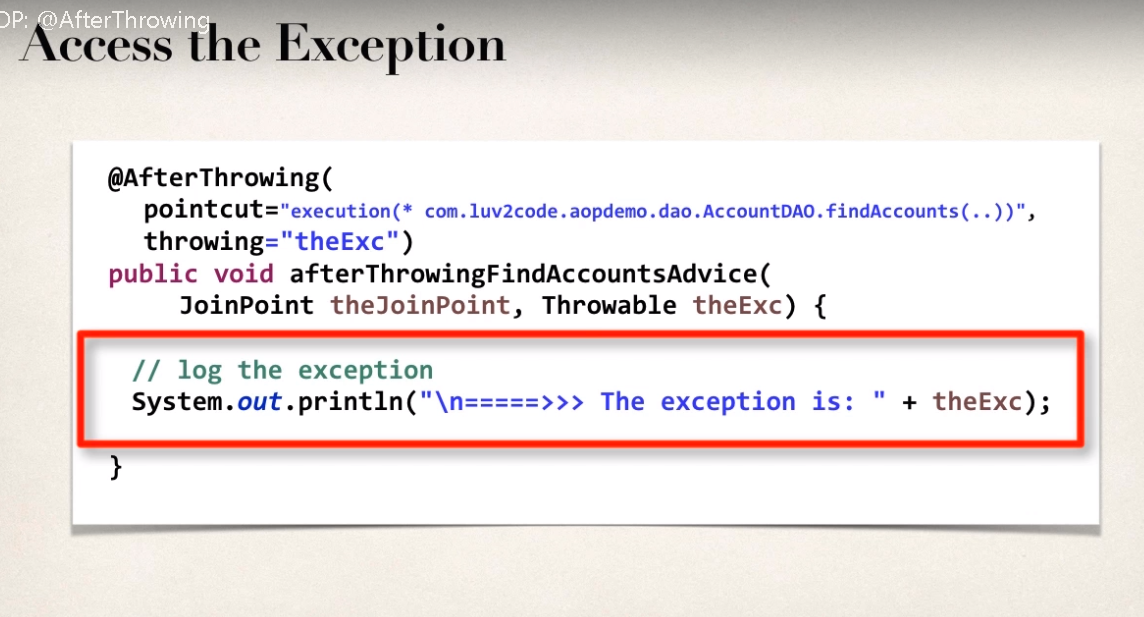 OP: @AfterThrowing
Access the Exception
@AfterThrowing(
pointcut="execution(* com.luv2code.aopdemo.dao.AccountDAO.findAccounts(..))",
throwing="theExc")
public void afterThrowingFindAccountsAdvice(
JoinPoint theJoinPoint, Throwable theExc) {
// log the exception
System.out.println("\n=====>>> The exception is: " + theExc);
}